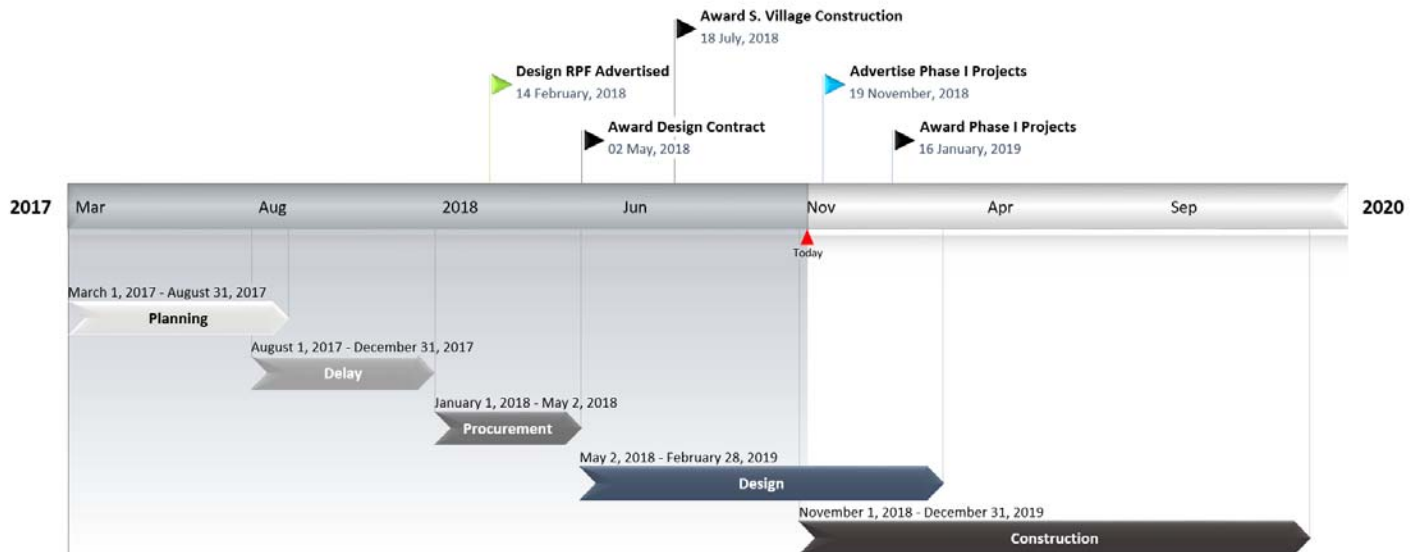 Award S. Village Construction
18 July, 2018
Design RPF Advertised
14 February, 2018
Advertise Phase I Projects
19 November, 2018
Award Design Contract
02 May, 2018
Award Phase I Projects
16 January, 2019
2017 Mar Aug 2018 Jun Nov Apr Sep 2020
Today
March 1, 2017 - August 31, 2017
Planning
August 1, 2017 - December 31, 2017
Delay
January 1, 2018 - May 2, 2018
Procurement
May 2, 2018 - February 28, 2019
Design
November 1, 2018 - December 31, 2019
Construction